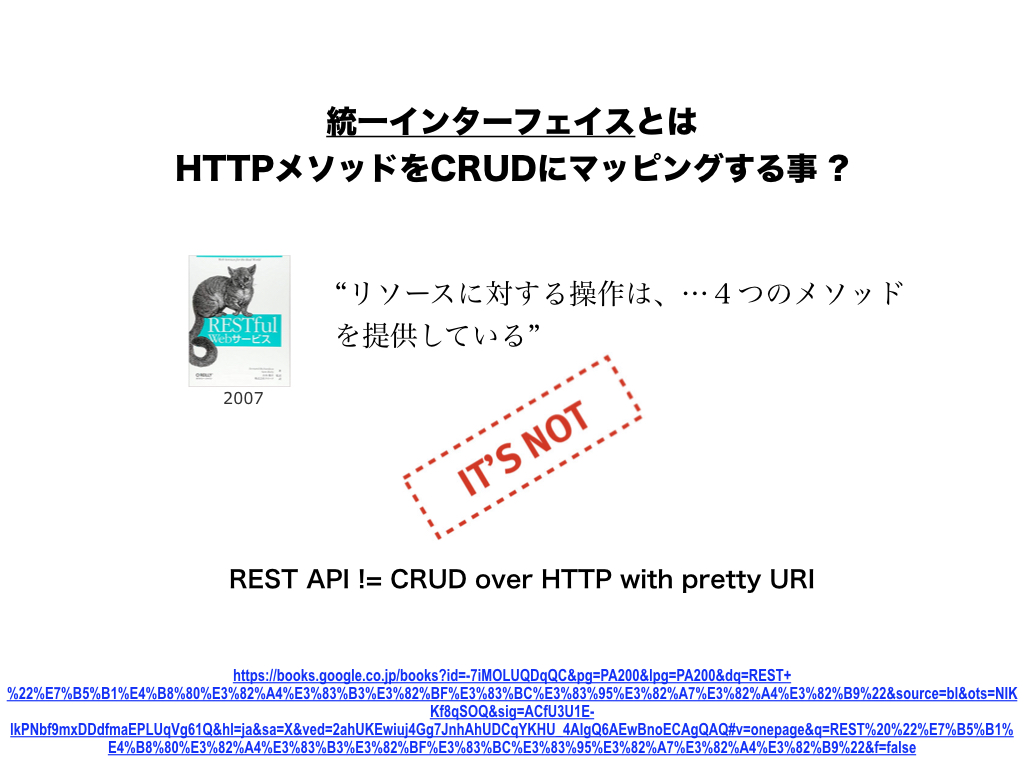 統一インターフェイスとは
HTTPメソッドをCRUDにマッピングする事？
RESTful
Webサービス
O'REILLY
2007
“リソースに対する操作は、…４つのメソッド
を提供している”
IT’S NOT
REST API != CRUD over HTTP with pretty URI
https://books.google.co.jp/books?id=-7iMOLUQDqQC&pg=PA200&lpg=PA200&dq=REST+
%22%E7%B5%B1%E4%B8%80%E3%82%A4%E3%83%B3%E3%82%BF%E3%83%BC%E3%83%95%E3%82%A7%E3%82%A4%E3%82%B9%22&source=bl&ots=NlK
Kf8qSOQ&sig=ACfU3U1E-
lkPNbf9mxDDdfmaEPLUqVg61Q&hl=ja&sa=X&ved=2ahUKEwiuj4Gg7JnhAhUDCqYKHU_4AlgQ6AEwBnoECAgQAQ#v=onepage&q=REST%20%22%E7%B5%B1%
E4%B8%80%E3%82%A4%E3%83%B3%E3%82%BF%E3%83%BC%E3%83%95%E3%82%A7%E3%82%A4%E3%82%B9%22&f=false